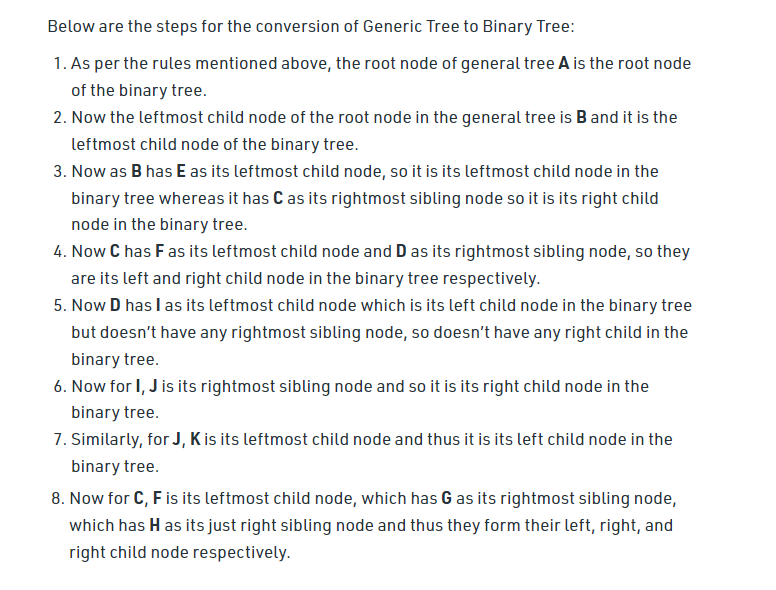 Below are the steps for the conversion of Generic Tree to Binary Tree:
1. As per the rules mentioned above, the root node of general tree A is the root node
of the binary tree.
2. Now the leftmost child node of the root node in the general tree is B and it is the
leftmost child node of the binary tree.
3. Now as B has E as its leftmost child node, so it is its leftmost child node in the
binary tree whereas it has C as its rightmost sibling node so it is its right child
node in the binary tree.
4. Now C has F as its leftmost child node and D as its rightmost sibling node, so they
are its left and right child node in the binary tree respectively.
5. Now D has I as its leftmost child node which is its left child node in the binary tree
but doesn’t have any rightmost sibling node, so doesn’t have any right child in the
binary tree.
6. Now for I, J is its rightmost sibling node and so it is its right child node in the
binary tree.
7. Similarly, for J, K is its leftmost child node and thus it is its left child node in the
binary tree.
8. Now for C, F is its leftmost child node, which has G as its rightmost sibling node,
which has H as its just right sibling node and thus they form their left, right, and
right child node respectively.